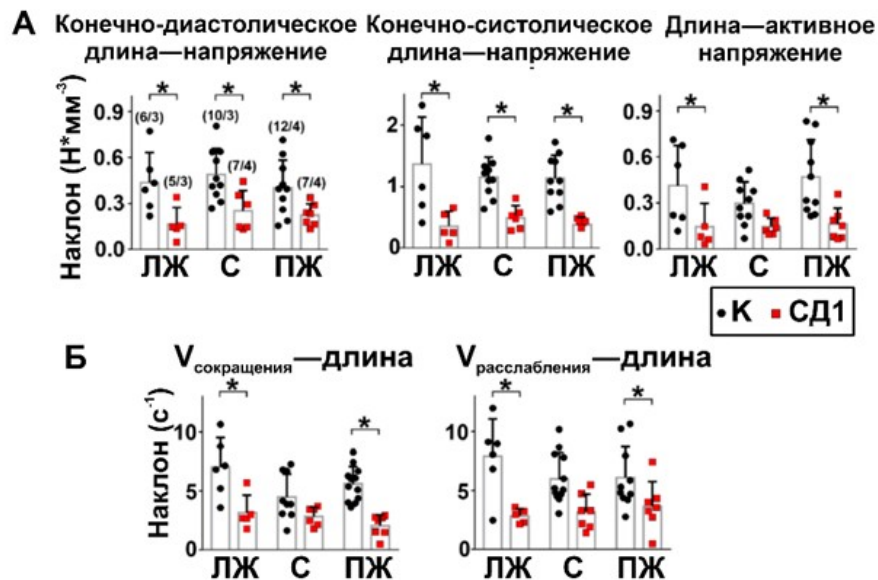 А
Конечно-диастолическое
длина—напряжение
Конечно-систолическое
длина—напряжение
Длина—активное
напряжение
Наклон (Н*мм-3)
0.9
0.6
0.3
0.0
*
*
*
(6/3)
(5/3)
(10/3)
(7/4)
(12/4)
(7/4)
ЛЖ С ПЖ
2
1
0
*
*
*
ЛЖ С ПЖ
0.9
0.6
0.3
0.0
*
*
ЛЖ С ПЖ
К СД1
Б
Vсокращения—длина
Vрасслабления—длина
Наклон (с-1)
10
5
0
*
*
ЛЖ С ПЖ
10
5
0
*
*
ЛЖ С ПЖ